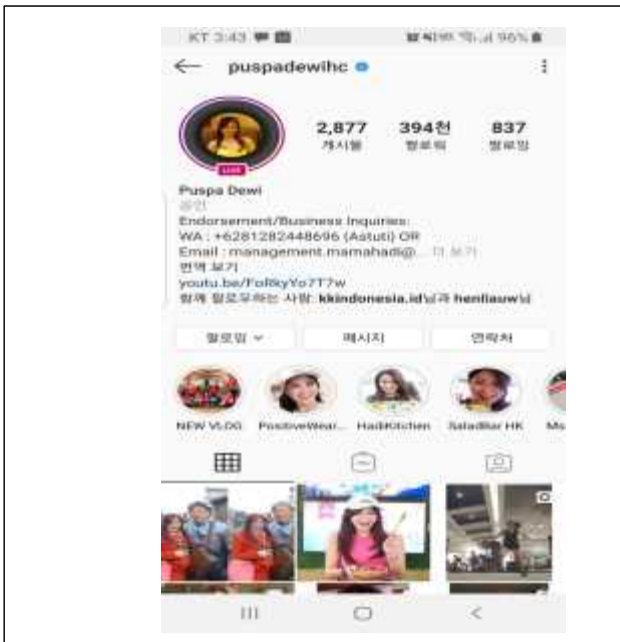 KT 3:43
96%
puspadewihc
2,877 394천 837
게시물 팔로워 팔로잉
LIVE
Puspa Dewi
공인
Endorsement/Business Inquiries:
WA : +6281282448696 (Astuti) OR
Email : management.mamahadi@... 더 보기
번역 보기
youtu.be/FoRkyYo7T7w
함께 팔로우하는 사람: kkindonesia.id님과 henliauw님
팔로잉 메시지 연락처
NEW VLOG PositiveWear... HadiKitchen SaladBar HK Ms